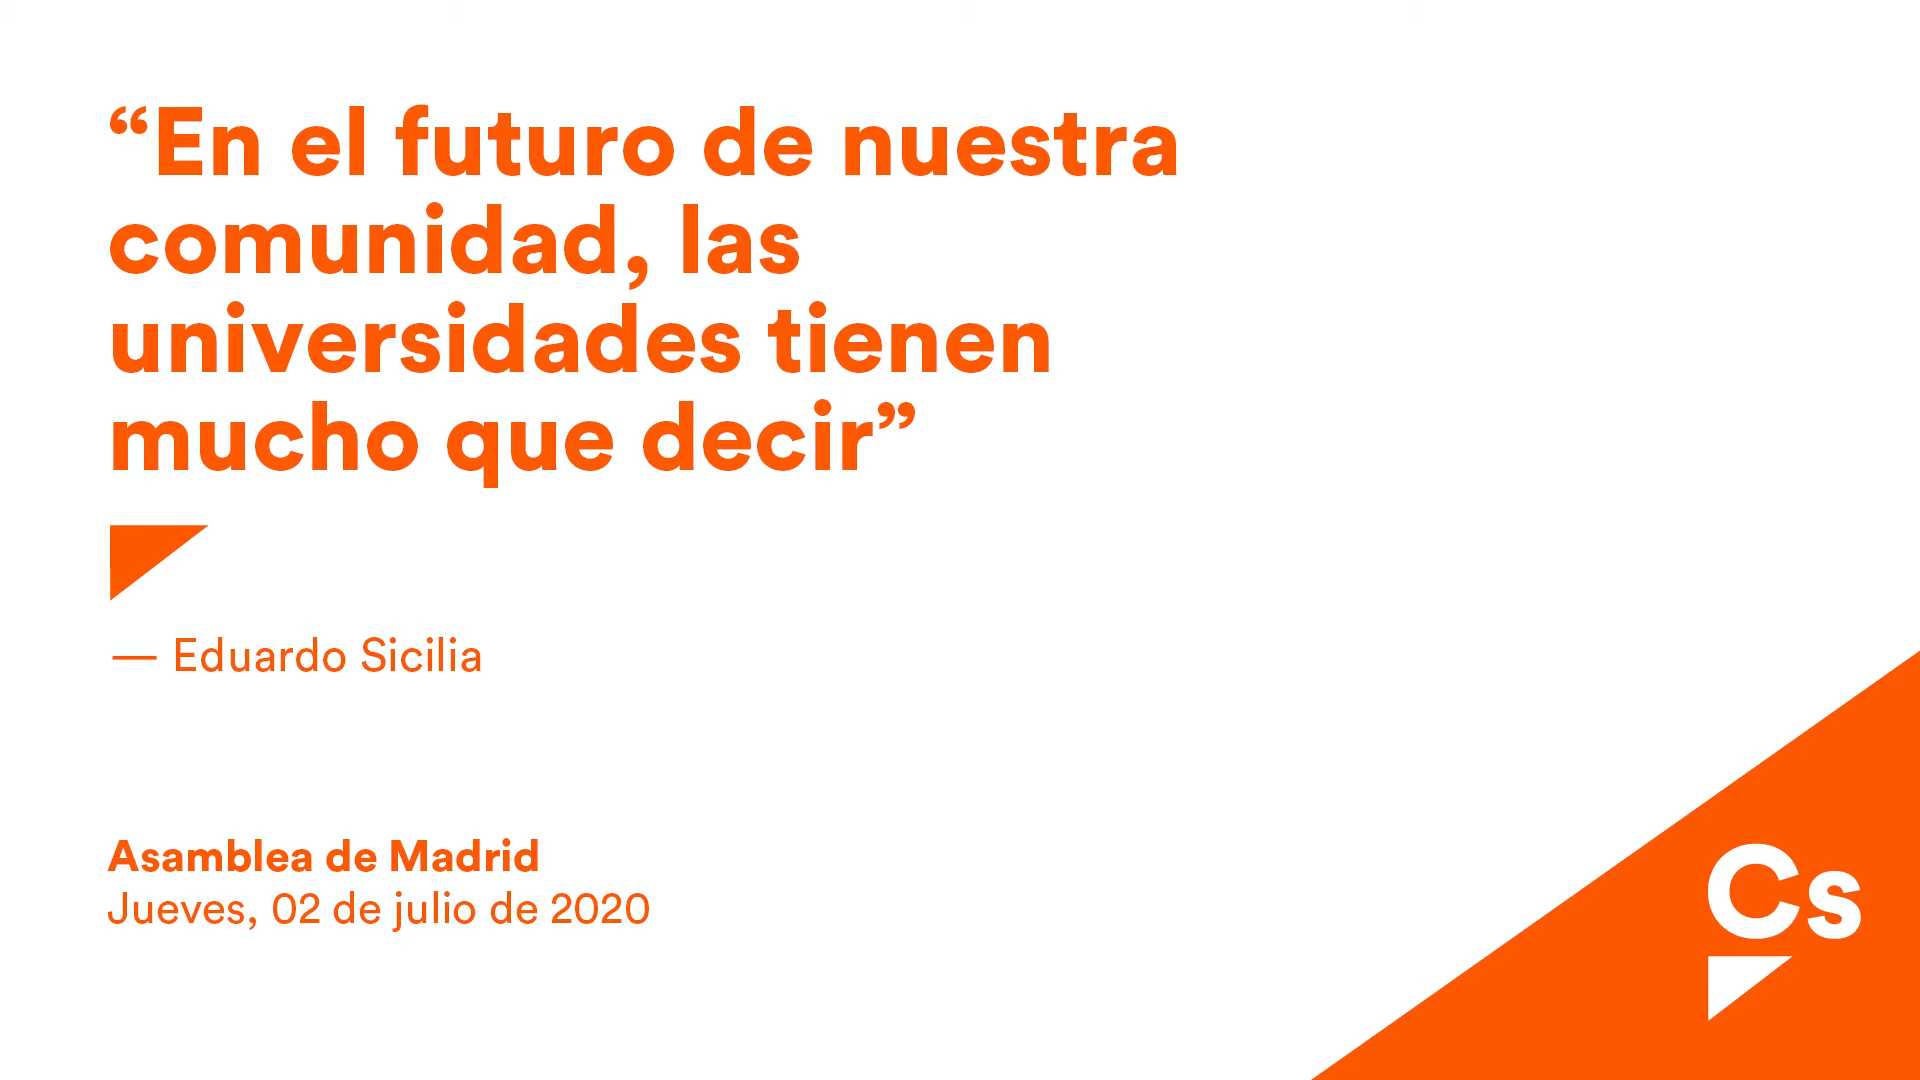 “En el futuro de nuestra
comunidad, las
universidades tienen
mucho que decir”
— Eduardo Sicilia
Asamblea de Madrid
Jueves, 02 de julio de 2020
Cs